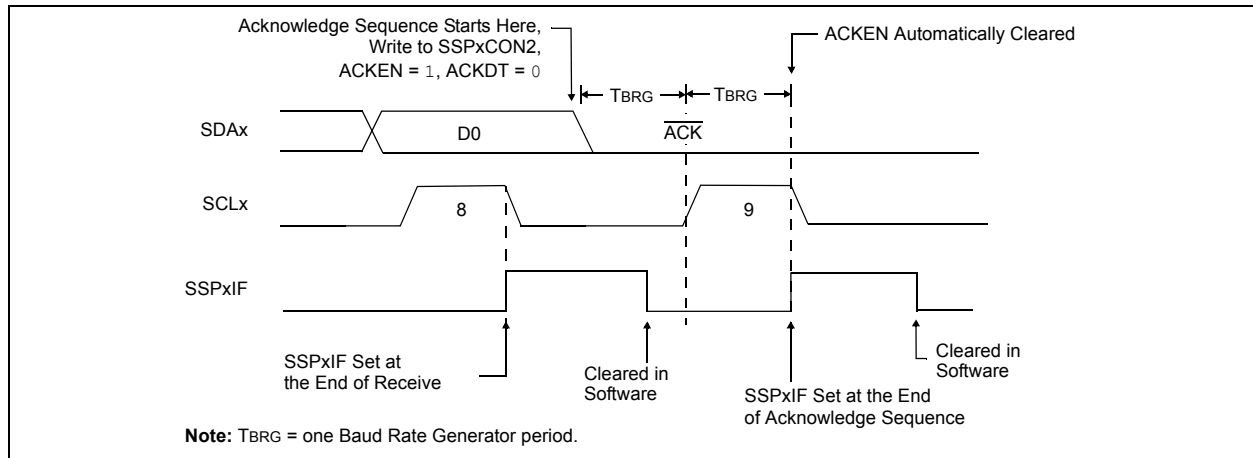 Acknowledge Sequence Starts Here,
Write to SSPxCON2,
ACKEN = 1, ACKDT = 0
ACKEN Automatically Cleared
TBRG
TBRG
SDAx
D0
ACK
SCLx
8
9
SSPxIF
SSPxIF Set at
the End of Receive
Cleared in
Software
SSPxIF Set at the End
of Acknowledge Sequence
Cleared in
Software
Note: TBRG = one Baud Rate Generator period.